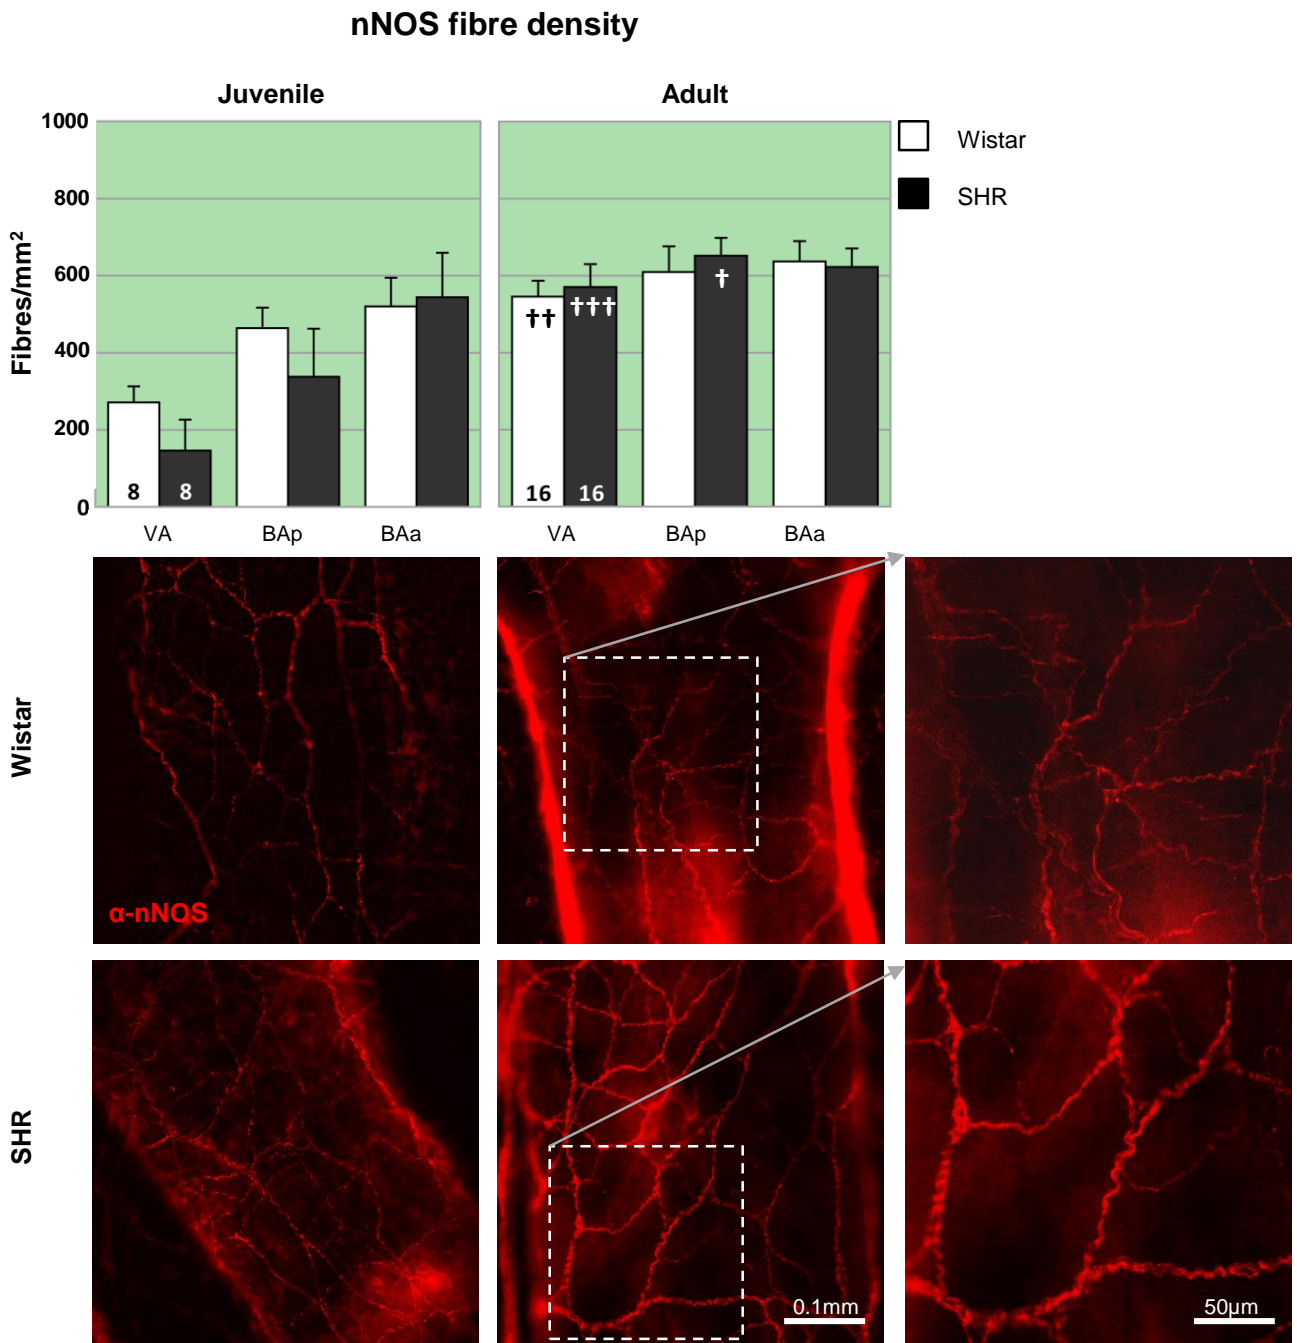 nNOS fibre density
Juvenile
Adult
Wistar
SHR
Fibres/mm²
1000
800
600
400
200
0
†† ††† †
8 8 16 16
VA BAp BAa VA BAp BAa
Wistar
α-nNOS
SHR
0.1mm
50μm